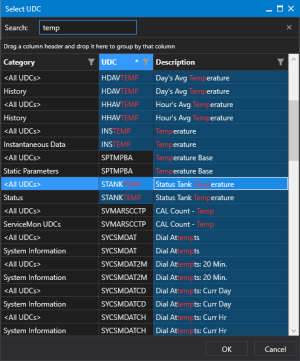 Select UDC
Search: temp
Drag a column header and drop it here to group by that column
Category UDC Description
<All UDCs> HDAVTEMP Day's Avg Temperature
History HDAVTEMP Day's Avg Temperature
<All UDCs> HHAVTEMP Hour's Avg Temperature
History HHAVTEMP Hour's Avg Temperature
<All UDCs> INSTEMP Temperature
Instantaneous Data INSTEMP Temperature
<All UDCs> SPTMPBA Temperature Base
Static Parameters SPTMPBA Temperature Base
<All UDCs> STANKTEMP Status Tank Temperature
Status STANKTEMP Status Tank Temperature
<All UDCs> SVMARSCCTP CAL Count - Temp
ServiceMon UDCs SVMARSCCTP CAL Count - Temp
<All UDCs> SYCSMDAT Dial Attempts
System Information SYCSMDAT Dial Attempts
<All UDCs> SYCSMDAT2M Dial Attempts: 20 Min.
System Information SYCSMDAT2M Dial Attempts: 20 Min.
<All UDCs> SYCSMDATCD Dial Attempts: Curr Day
System Information SYCSMDATCD Dial Attempts: Curr Day
<All UDCs> SYCSMDATCH Dial Attempts: Curr Hr
System Information SYCSMDATCH Dial Attempts: Curr Hr
OK Cancel